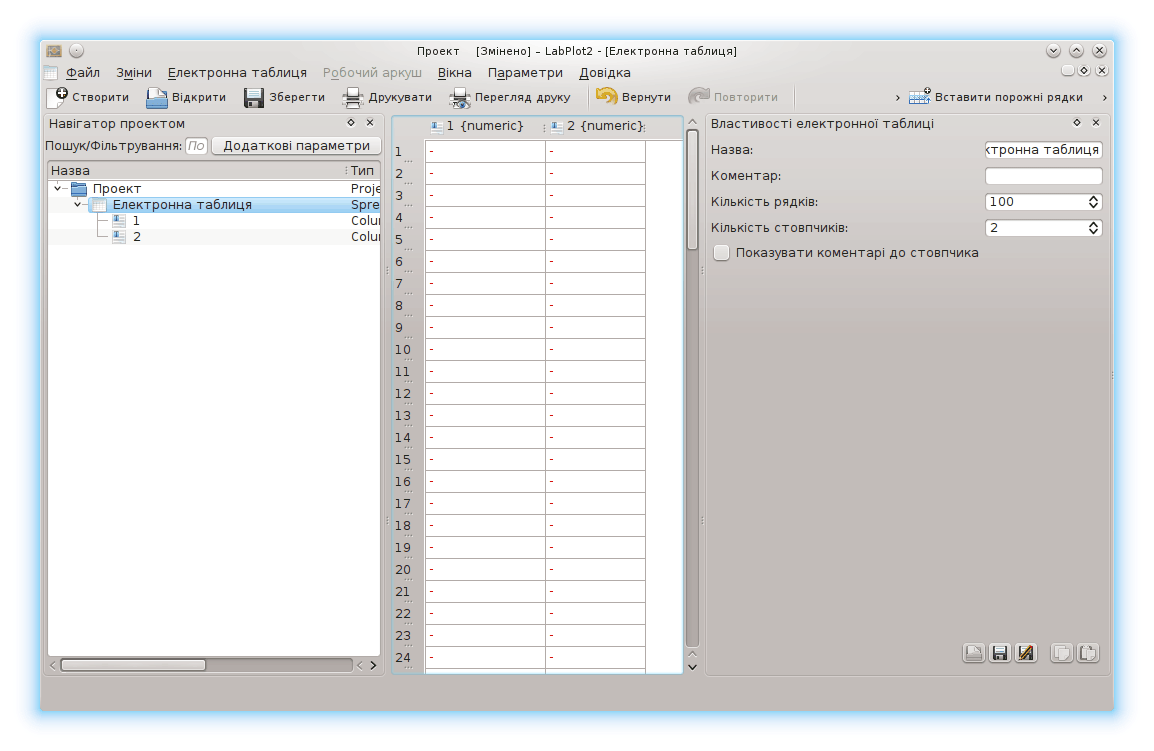 Проект [Змінено] – LabPlot2 - [Електронна таблиця]
Файл Зміни Електронна таблиця Робочий аркуш Вікна Параметри Довідка
Створити Відкрити Зберегти Друкувати Перегляд друку Вернути Повторити Вставити порожні рядки
Навігатор проектом
Пошук/Фільтрування: По Додаткові параметри
Назва Тип
Проект Proje
Електронна таблиця Spre
1 Colu
2 Colu
1 {numeric} 2 {numeric}
1 - -
2 - -
3 - -
4 - -
5 - -
6 - -
7 - -
8 - -
9 - -
10 - -
11 - -
12 - -
13 - -
14 - -
15 - -
16 - -
17 - -
18 - -
19 - -
20 - -
21 - -
22 - -
23 - -
24 - -
Властивості електронної таблиці
Назва: ктронна таблиця
Коментар:
Кількість рядків: 100
Кількість стовпчиків: 2
Показувати коментарі до стовпчика